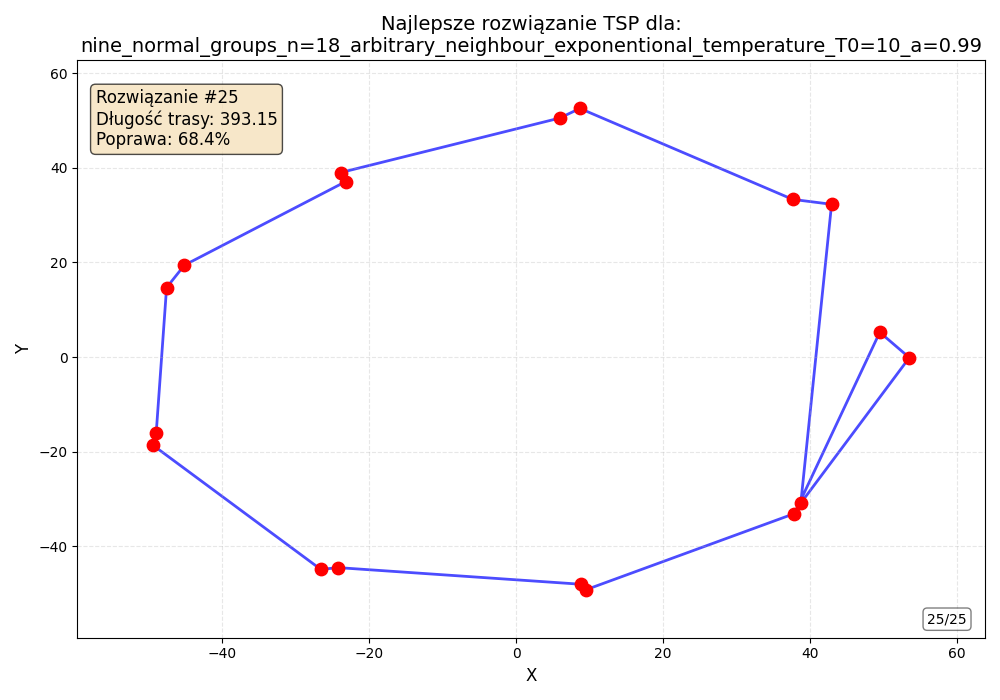 Najlepsze rozwiązanie TSP dla:
nine_normal_groups_n=18_arbitrary_neighbour_exponential_temperature_T0=10_a=0.99
Rozwiązanie #25
Długość trasy: 393.15
Poprawa: 68.4%
60
40
20
0
−20
−40
Y
25/25
−40
−20
0
20
40
60
X